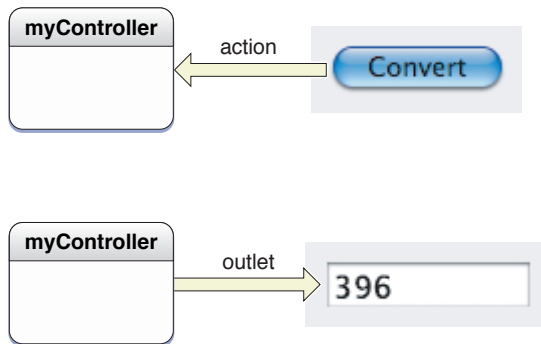 myController
action
Convert
myController
outlet
396